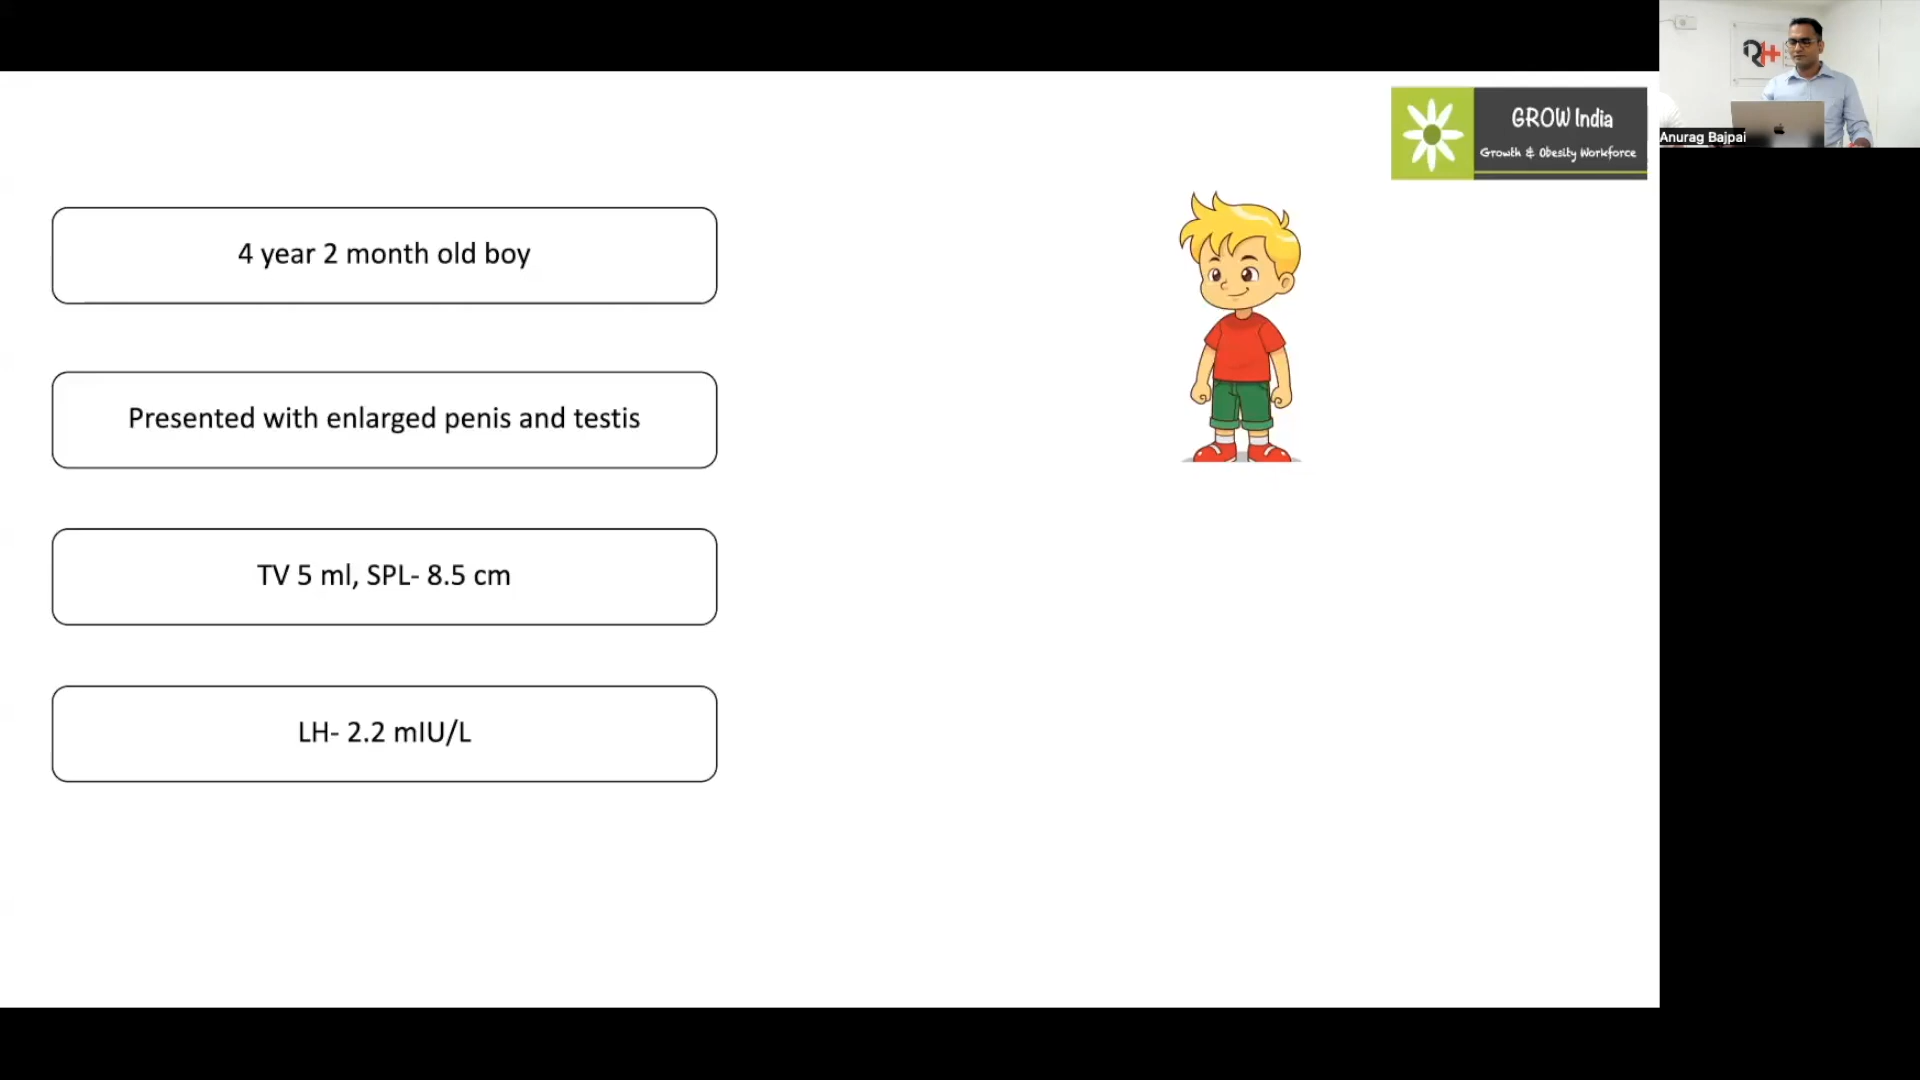 GROW India
Growth & Obesity Workforce
RH+
Anurag Bajpai
4 year 2 month old boy
Presented with enlarged penis and testis
TV 5 ml, SPL- 8.5 cm
LH- 2.2 mIU/L